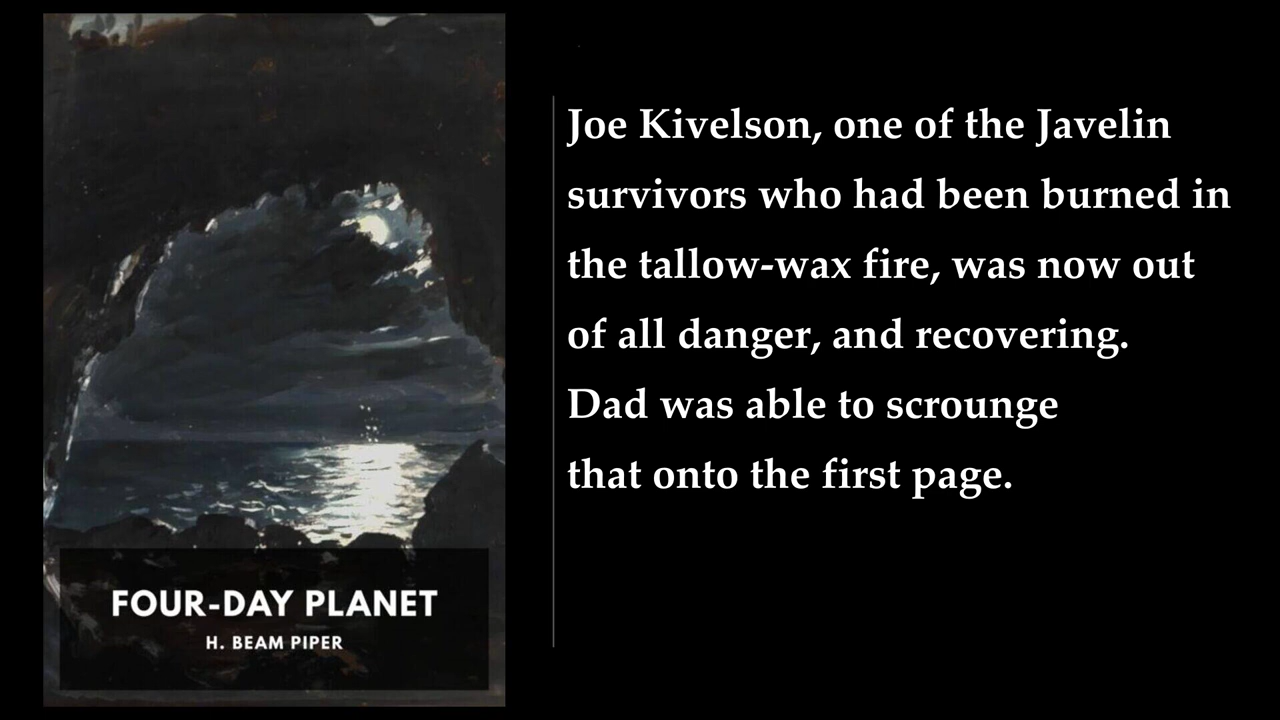 Joe Kivelson, one of the Javelin
survivors who had been burned in
the tallow-wax fire, was now out
of all danger, and recovering.
Dad was able to scrounge
that onto the first page.
FOUR-DAY PLANET
H. BEAM PIPER